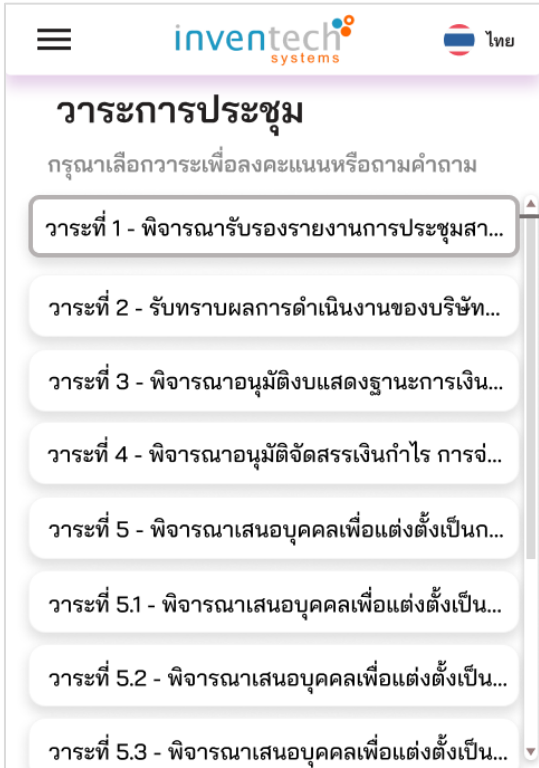 inventech
systems
ไทย
วาระการประชุม
กรุณาเลือกวาระเพื่อลงคะแนนหรือถามคำถาม
วาระที่ 1 - พิจารณารับรองรายงานการประชุมสา...
วาระที่ 2 - รับทราบผลการดำเนินงานของบริษัท...
วาระที่ 3 - พิจารณาอนุมัติงบแสดงฐานะการเงิน...
วาระที่ 4 - พิจารณาอนุมัติจัดสรรเงินกำไร การจ่...
วาระที่ 5 - พิจารณาเสนอบุคคลเพื่อแต่งตั้งเป็นก...
วาระที่ 5.1 - พิจารณาเสนอบุคคลเพื่อแต่งตั้งเป็น...
วาระที่ 5.2 - พิจารณาเสนอบุคคลเพื่อแต่งตั้งเป็น...
วาระที่ 5.3 - พิจารณาเสนอบุคคลเพื่อแต่งตั้งเป็น...